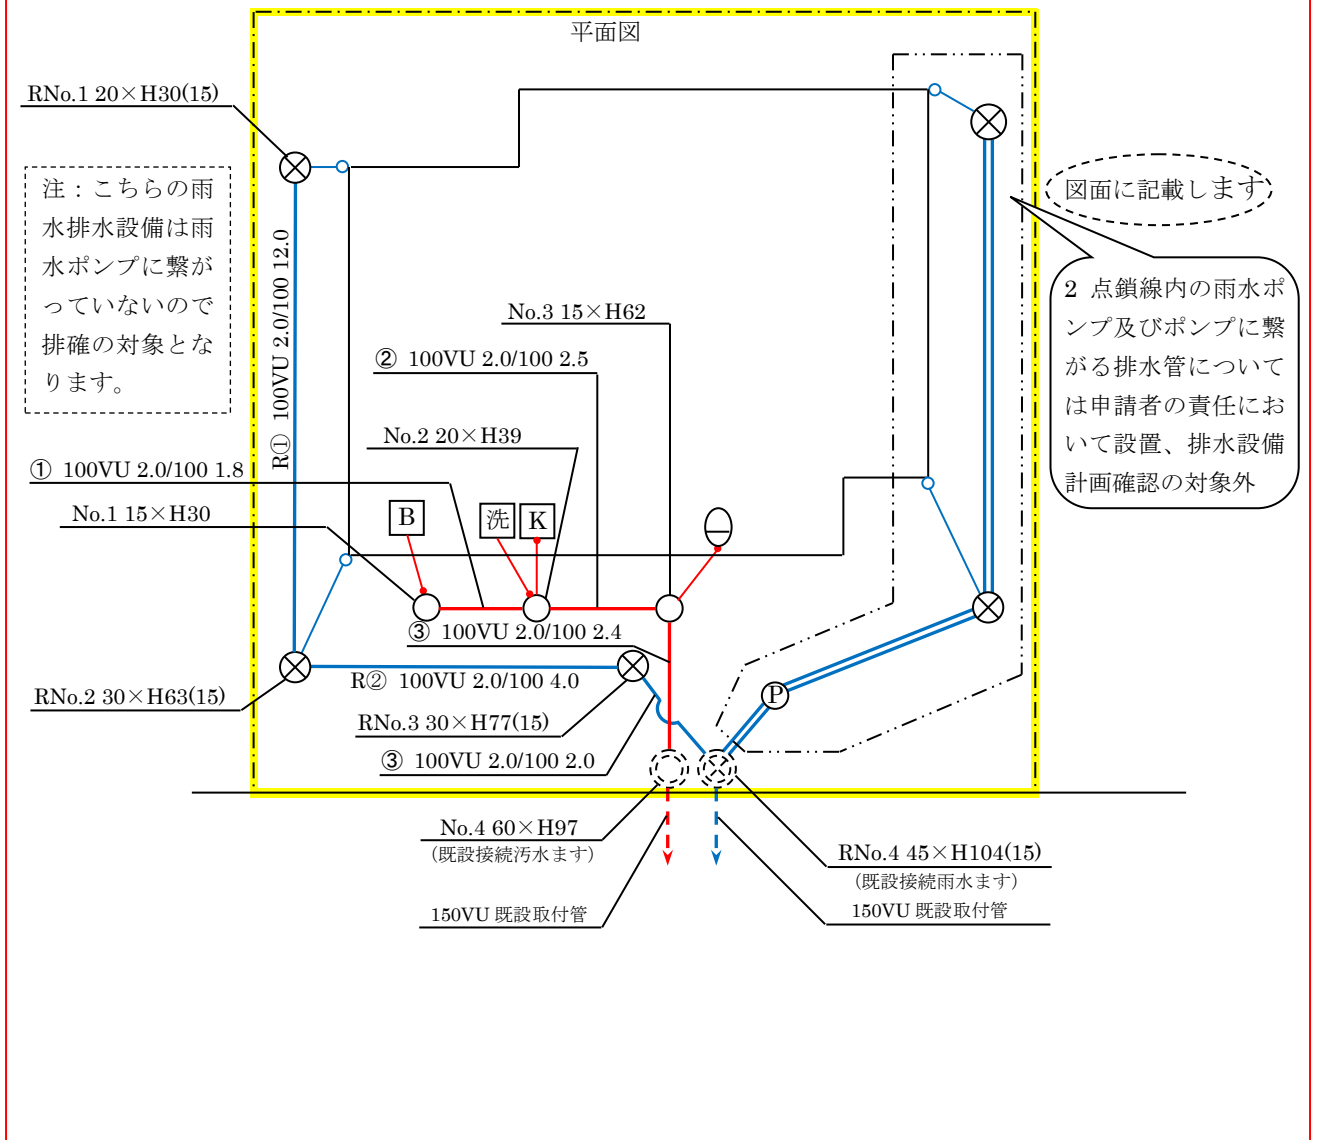 平面図
RNo.1 20×H30(15)
注：こちらの雨
水排水設備は雨
水ポンプに繋が
っていないので
排確の対象とな
ります。
図面に記載します
2 点鎖線内の雨水ポ
ンプ及びポンプに繋
がる排水管について
は申請者の責任にお
いて設置、排水設備
計画確認の対象外
R① 100VU 2.0/100 12.0
No.3 15×H62
② 100VU 2.0/100 2.5
No.2 20×H39
① 100VU 2.0/100 1.8
No.1 15×H30
B
洗
K
③ 100VU 2.0/100 2.4
R② 100VU 2.0/100 4.0
RNo.2 30×H63(15)
RNo.3 30×H77(15)
P
③ 100VU 2.0/100 2.0
No.4 60×H97
(既設接続汚水ます)
RNo.4 45×H104(15)
(既設接続雨水ます)
150VU 既設取付管
150VU 既設取付管